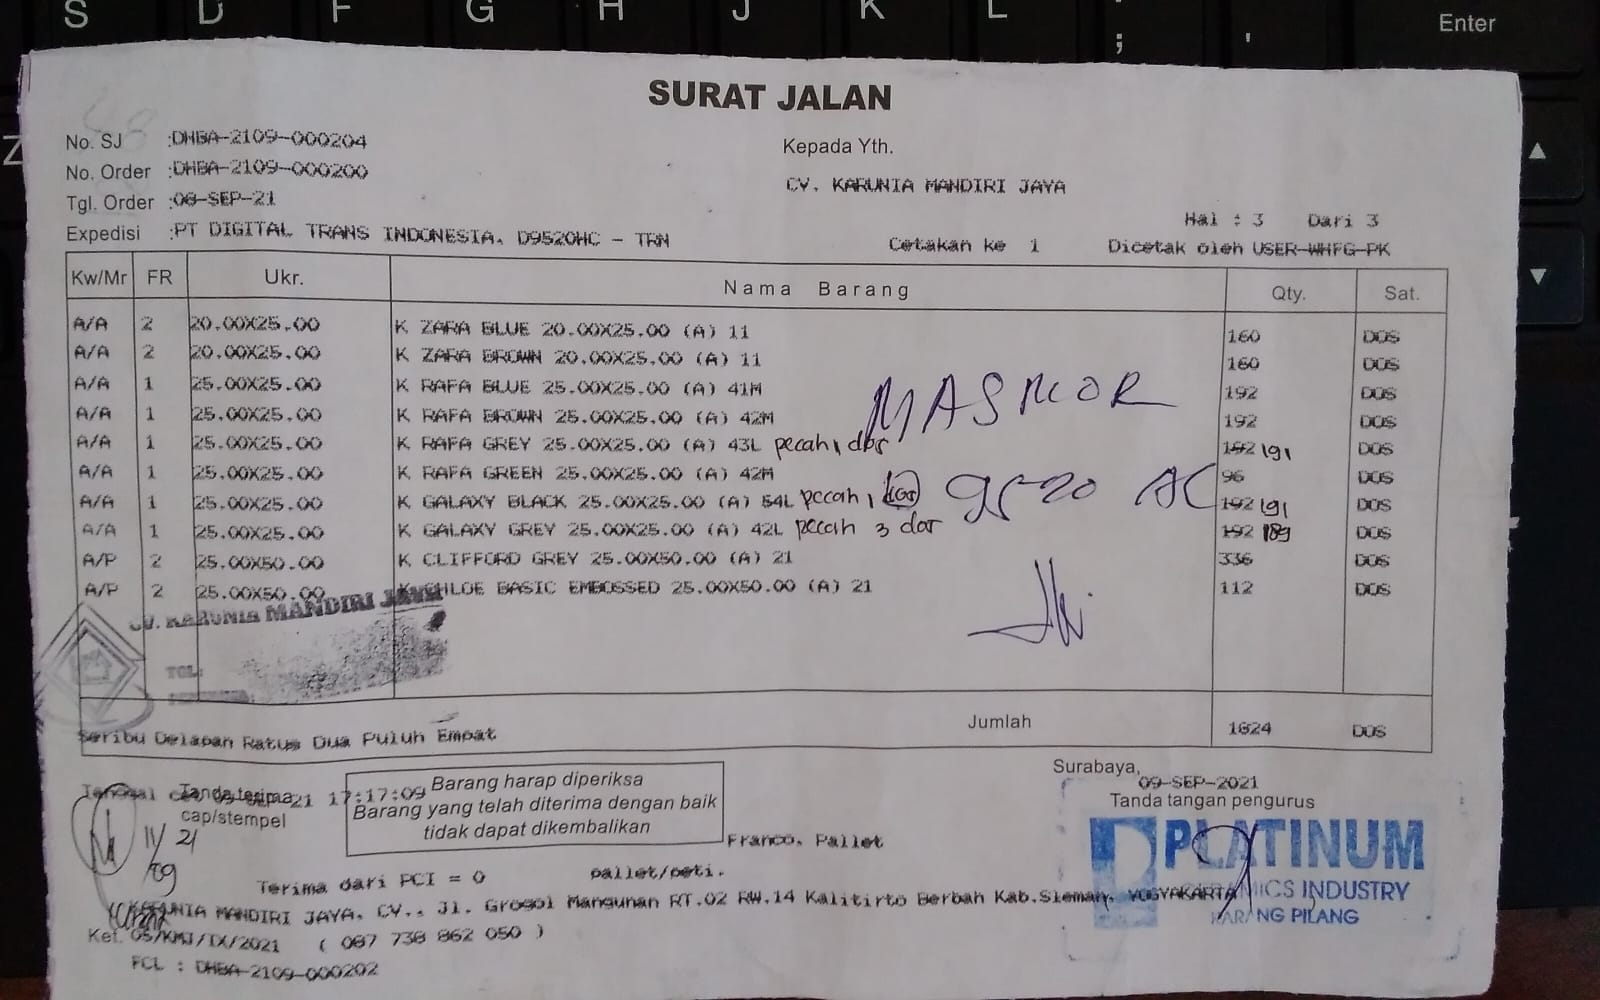 S D F G H J K L ; ' Enter
Z
SURAT JALAN
No. SJ :DHBA-2109-000204
Kepada Yth.
No. Order :DHBA-2109-000200
CV. KARUNIA MANDIRI JAYA
Tgl. Order :08-SEP-21
Hal : 3 Dari 3
Expedisi :PT DIGITAL TRANS INDONESIA. D9520HC - TRN
Cetakan ke 1 Dicetak oleh USER-WHFG-PK
Kw/Mr FR Ukr. Nama Barang Qty. Sat.
A/A 2 20.00X25.00 K ZARA BLUE 20.00X25.00 (A) 11 160 DOS
A/A 2 20.00X25.00 K ZARA BROWN 20.00X25.00 (A) 11 160 DOS
A/A 1 25.00X25.00 K RAFA BLUE 25.00X25.00 (A) 41M 192 DOS
A/A 1 25.00X25.00 K RAFA BROWN 25.00X25.00 (A) 42M 192 DOS
A/A 1 25.00X25.00 K RAFA GREY 25.00X25.00 (A) 43L pecah 1 dos 192 191 DOS
A/A 1 25.00X25.00 K RAFA GREEN 25.00X25.00 (A) 42M 96 DOS
A/A 1 25.00X25.00 K GALAXY BLACK 25.00X25.00 (A) 54L pecah 1 dos 192 191 DOS
A/A 1 25.00X25.00 K GALAXY GREY 25.00X25.00 (A) 42L pecah 3 dos 192 189 DOS
A/P 2 25.00X50.00 K CLIFFORD GREY 25.00X50.00 (A) 21 336 DOS
A/P 2 25.00X50.00 K CHLOE BASIC EMBOSSED 25.00X50.00 (A) 21 112 DOS
9520 AC
CV. KARUNIA MANDIRI JAYA
TGL:
Jumlah 1824 DOS
Seribu Delapan Ratus Dua Puluh Empat
Surabaya,
09-SEP-2021
Tanda tangan pengurus
Tanda terima
cap/stempel
17:17:09
11/21
/09
Barang harap diperiksa
Barang yang telah diterima dengan baik
tidak dapat dikembalikan
Franco. Pallet
Terima dari PCI = 0 pallet/peti.
KARUNIA MANDIRI JAYA. CV.. Jl. Grogol Mangunan RT.02 RW.14 Kalitirto Berbah Kab.Sleman. YOGYAKARTA
Ket. 05/KMJ/IX/2021 ( 087 738 862 050 )
FCL : DHBA-2109-000202
PLATINUM
CERAMICS INDUSTRY
KARANG PILANG